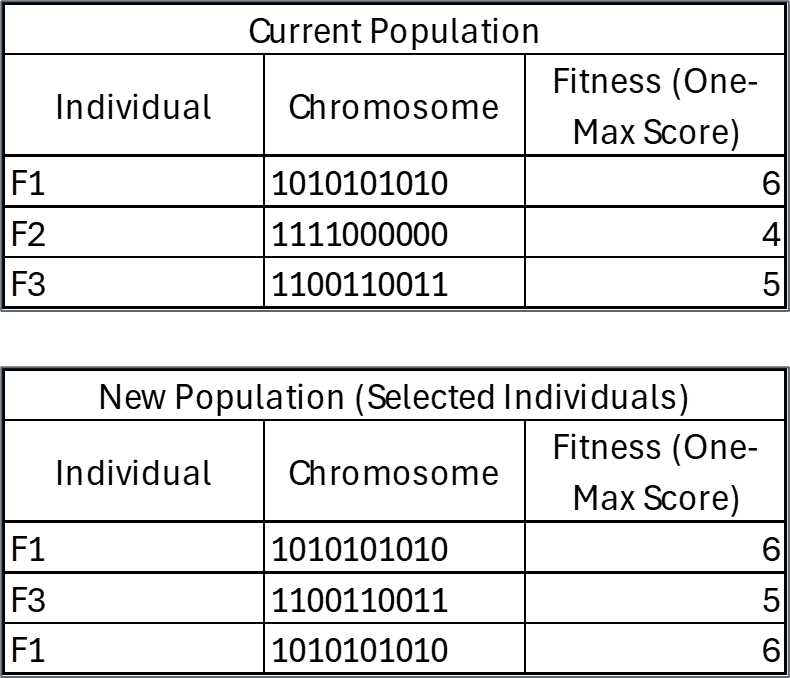 Current Population
Individual Chromosome Fitness (One-
Max Score)
F1 1010101010 6
F2 1111000000 4
F3 1100110011 5
New Population (Selected Individuals)
Individual Chromosome Fitness (One-
Max Score)
F1 1010101010 6
F3 1100110011 5
F1 1010101010 6